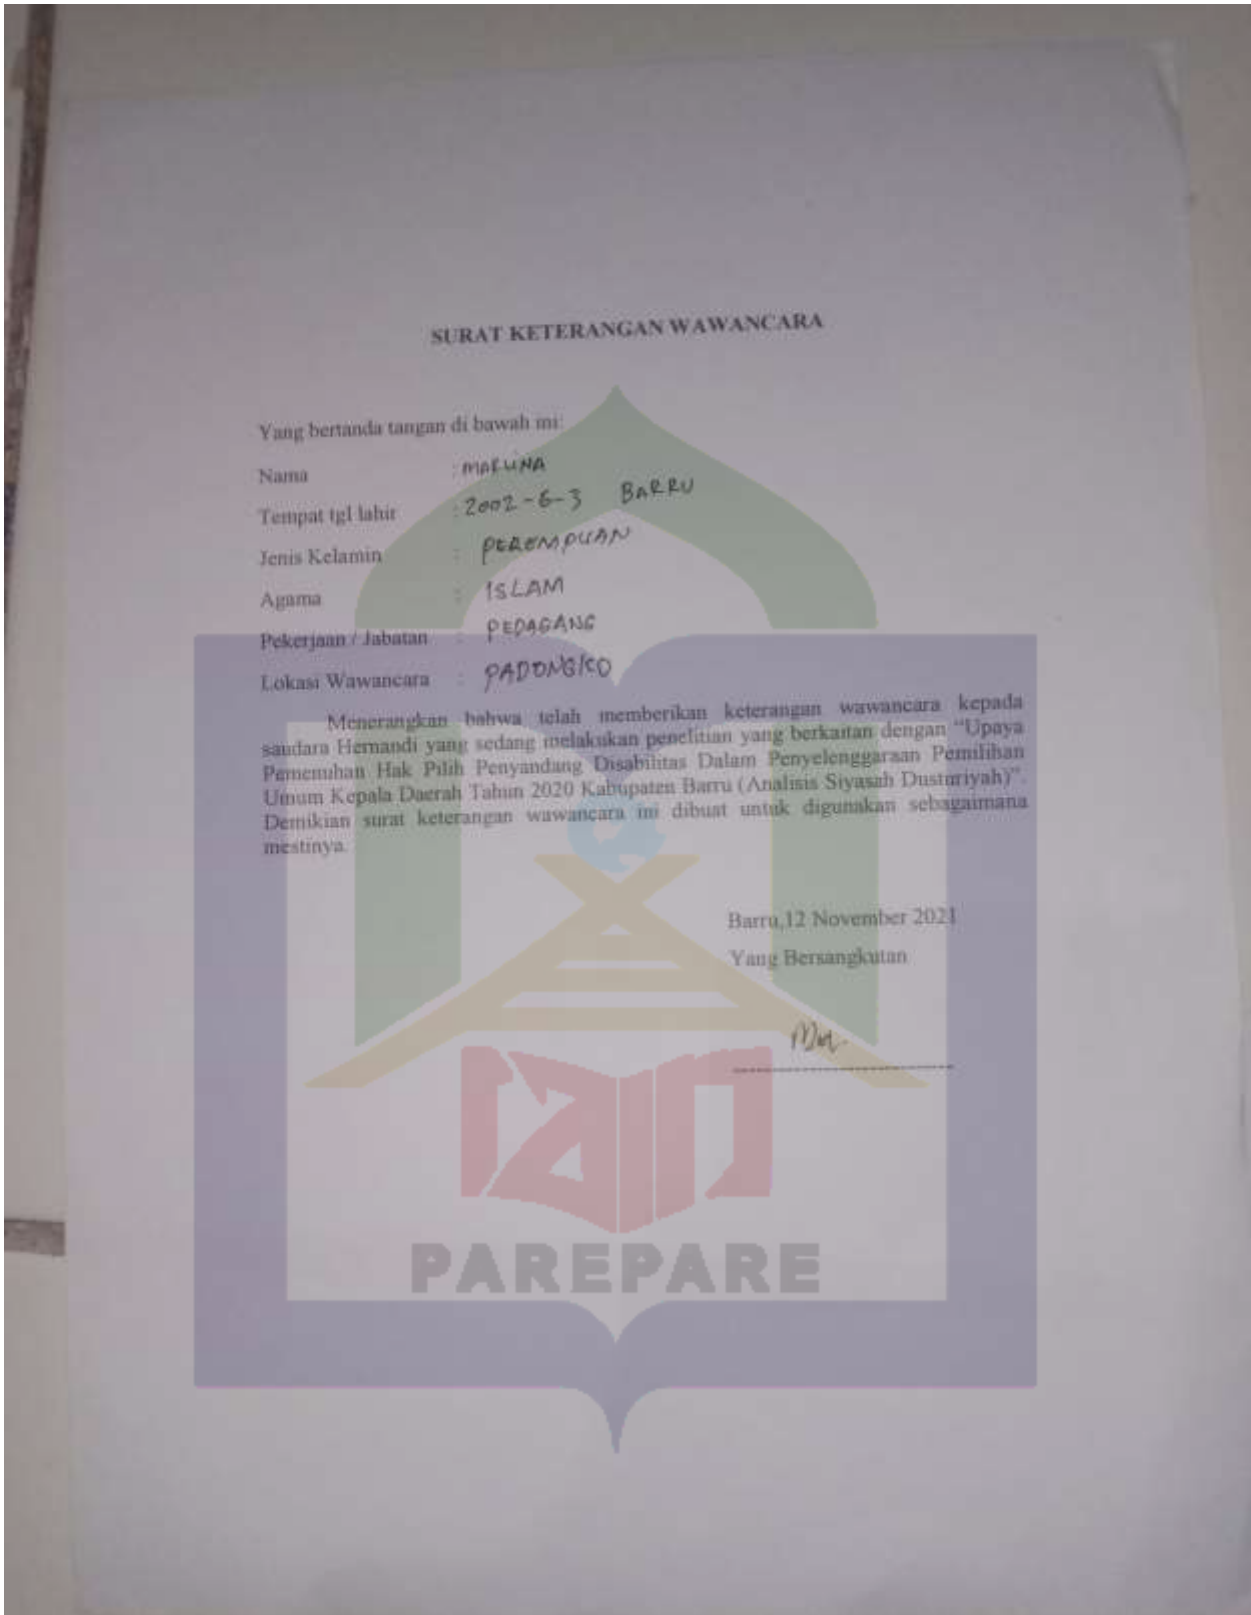 SURAT KETERANGAN WAWANCARA
Yang bertanda tangan di bawah ini:
Nama : MARUNA
Tempat tgl lahir : 2002-6-3 BARRU
Jenis Kelamin : PEREMPUAN
Agama : ISLAM
Pekerjaan / Jabatan : PEDAGANG
Lokasi Wawancara : PADONGKO
Menerangkan bahwa telah memberikan keterangan wawancara kepada
saudara Hernandi yang sedang melakukan penelitian yang berkaitan dengan "Upaya
Pemenuhan Hak Pilih Penyandang Disabilitas Dalam Penyelenggaraan Pemilihan
Umum Kepala Daerah Tahun 2020 Kabupaten Barru (Analisis Siyasah Dusturiyah)".
Demikian surat keterangan wawancara ini dibuat untuk digunakan sebagaimana
mestinya.
Barru,12 November 2021
Yang Bersangkutan
iain
PAREPARE